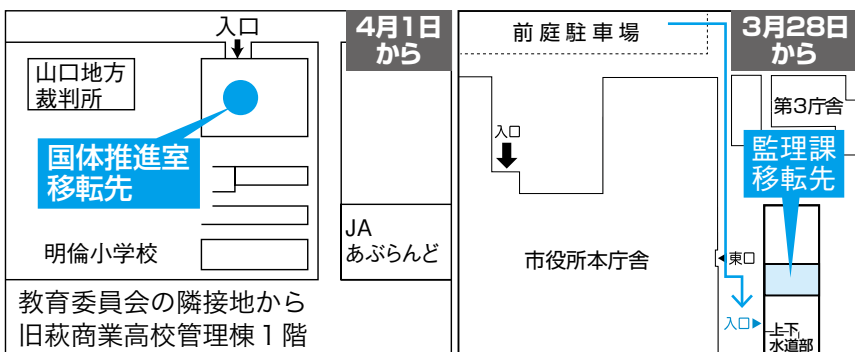 4月1日
から
入口
山口地方
裁判所
国体推進室
移転先
明倫小学校
JA
あぶらんど
教育委員会の隣接地から
旧萩商業高校管理棟1階
3月28日
から
前庭駐車場
第3庁舎
入口
監理課
移転先
市役所本庁舎
東口
入口
上下
水道部